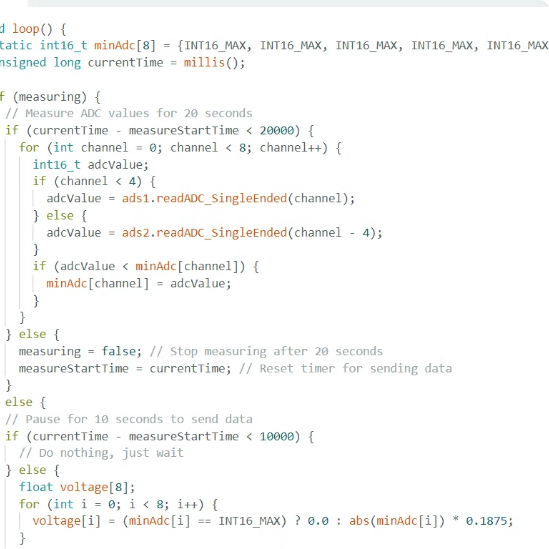 d loop() {
tatic int16_t minAdc[8] = {INT16_MAX, INT16_MAX, INT16_MAX, INT16_MAX, INT16_MAX
nsigned long currentTime = millis();
f (measuring) {
// Measure ADC values for 20 seconds
if (currentTime - measureStartTime < 20000) {
for (int channel = 0; channel < 8; channel++) {
int16_t adcValue;
if (channel < 4) {
adcValue = ads1.readADC_SingleEnded(channel);
} else {
adcValue = ads2.readADC_SingleEnded(channel - 4);
}
if (adcValue < minAdc[channel]) {
minAdc[channel] = adcValue;
}
}
} else {
measuring = false; // Stop measuring after 20 seconds
measureStartTime = currentTime; // Reset timer for sending data
}
else {
// Pause for 10 seconds to send data
if (currentTime - measureStartTime < 10000) {
// Do nothing, just wait
} else {
float voltage[8];
for (int i = 0; i < 8; i++) {
voltage[i] = (minAdc[i] == INT16_MAX) ? 0.0 : abs(minAdc[i]) * 0.1875;
}